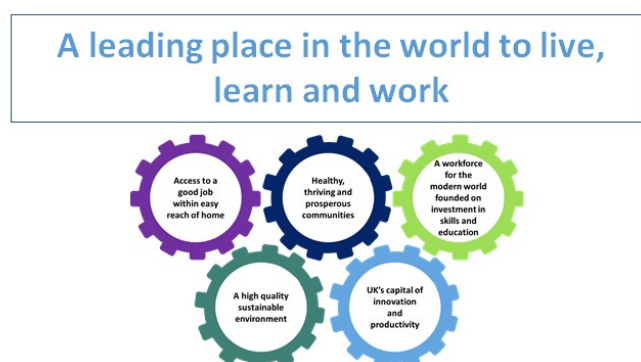 A leading place in the world to live,
learn and work
Access to a
good job
within easy
reach of home
Healthy,
thriving and
prosperous
communities
A workforce
for the
modern world
founded on
investment in
skills and
education
A high quality
sustainable
environment
UK's capital of
innovation
and
productivity